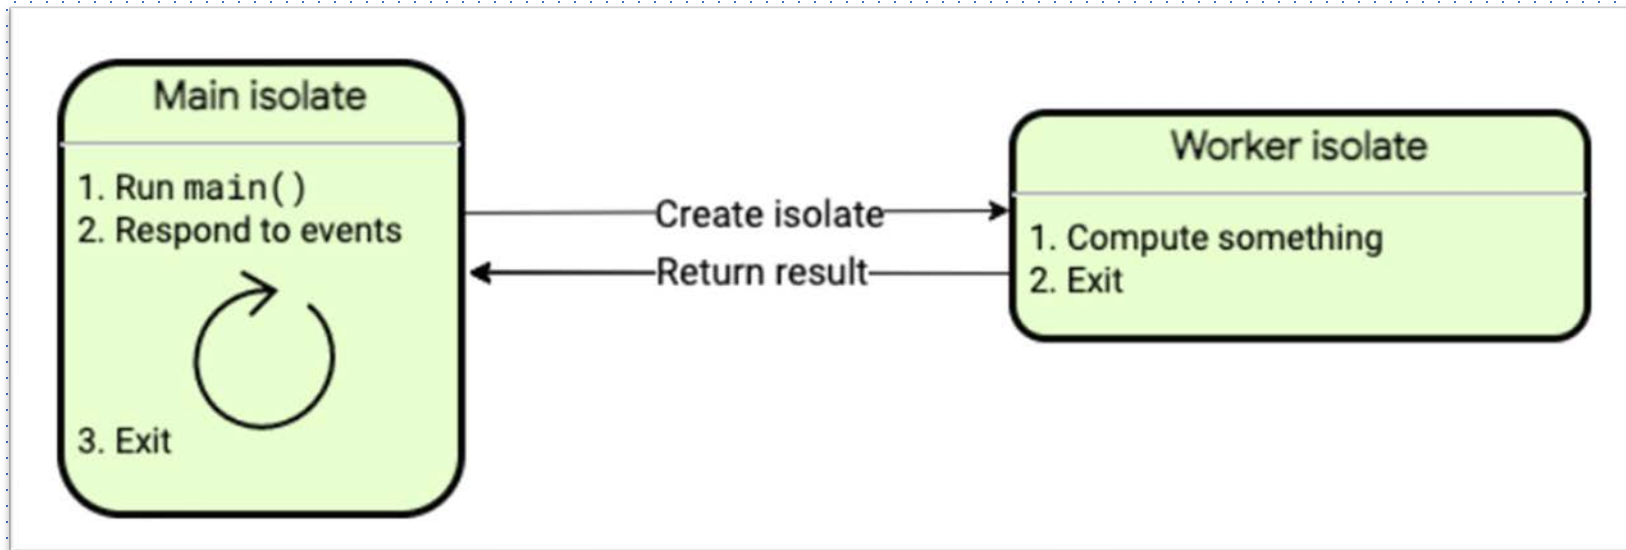 Main isolate
1. Run main()
2. Respond to events
3. Exit
Create isolate
Return result
Worker isolate
1. Compute something
2. Exit